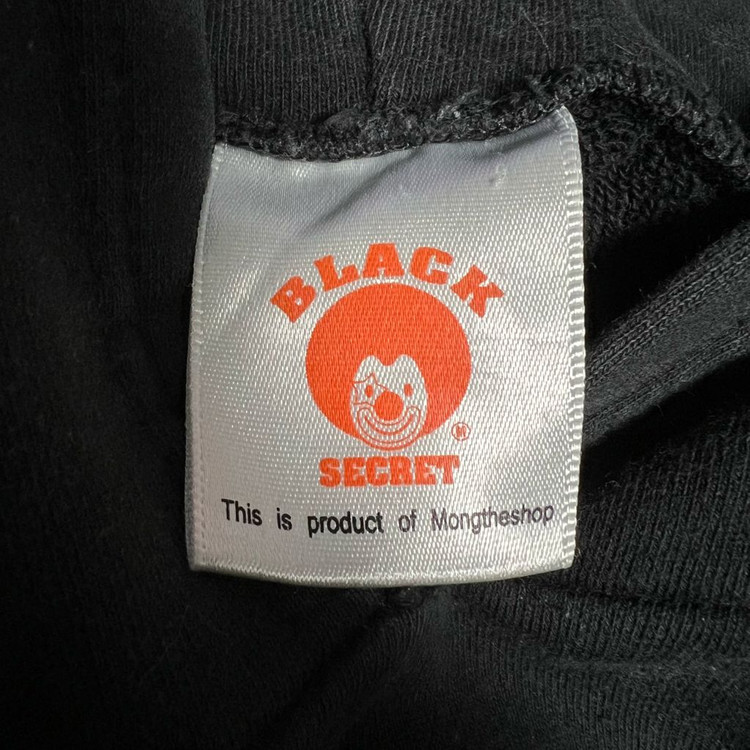 BLACK
®
SECRET
This is product of Mongtheshop